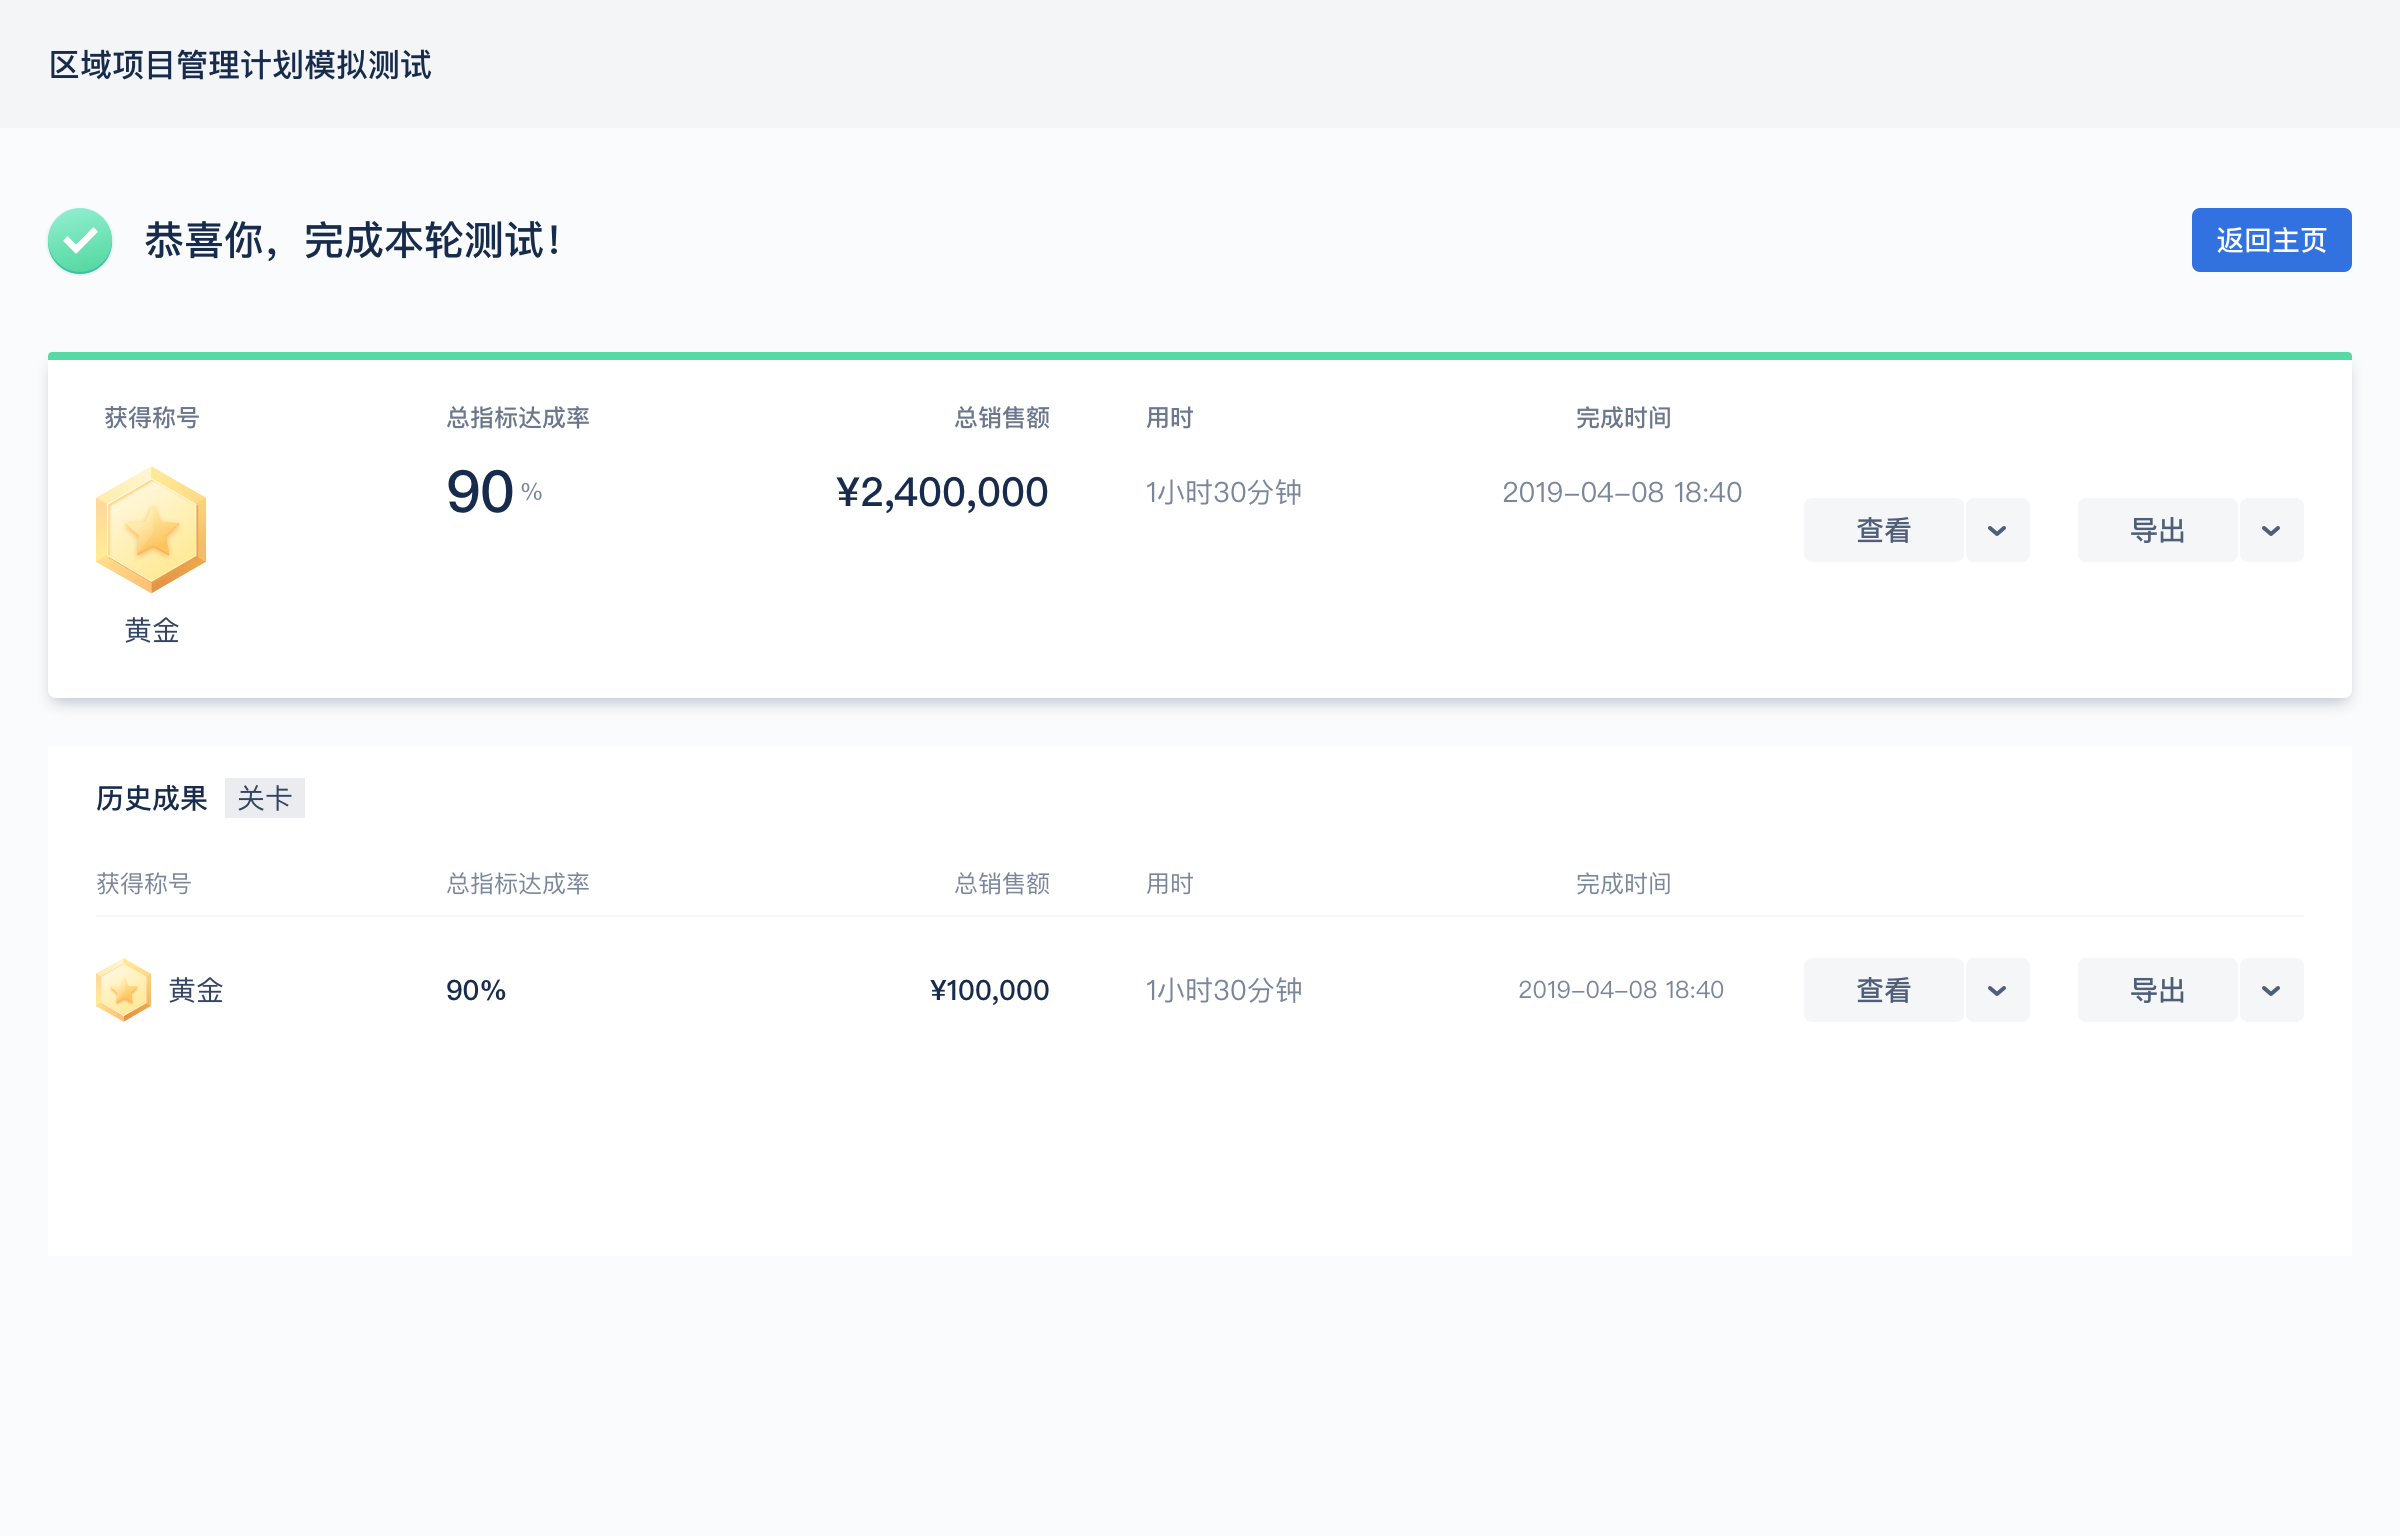 区域项目管理计划模拟测试
恭喜你，完成本轮测试！
返回主页
获得称号 总指标达成率 总销售额 用时 完成时间
90 % ¥2,400,000 1小时30分钟 2019-04-08 18:40
查看 导出
黄金
历史成果 关卡
获得称号 总指标达成率 总销售额 用时 完成时间
黄金 90% ¥100,000 1小时30分钟 2019-04-08 18:40 查看 导出